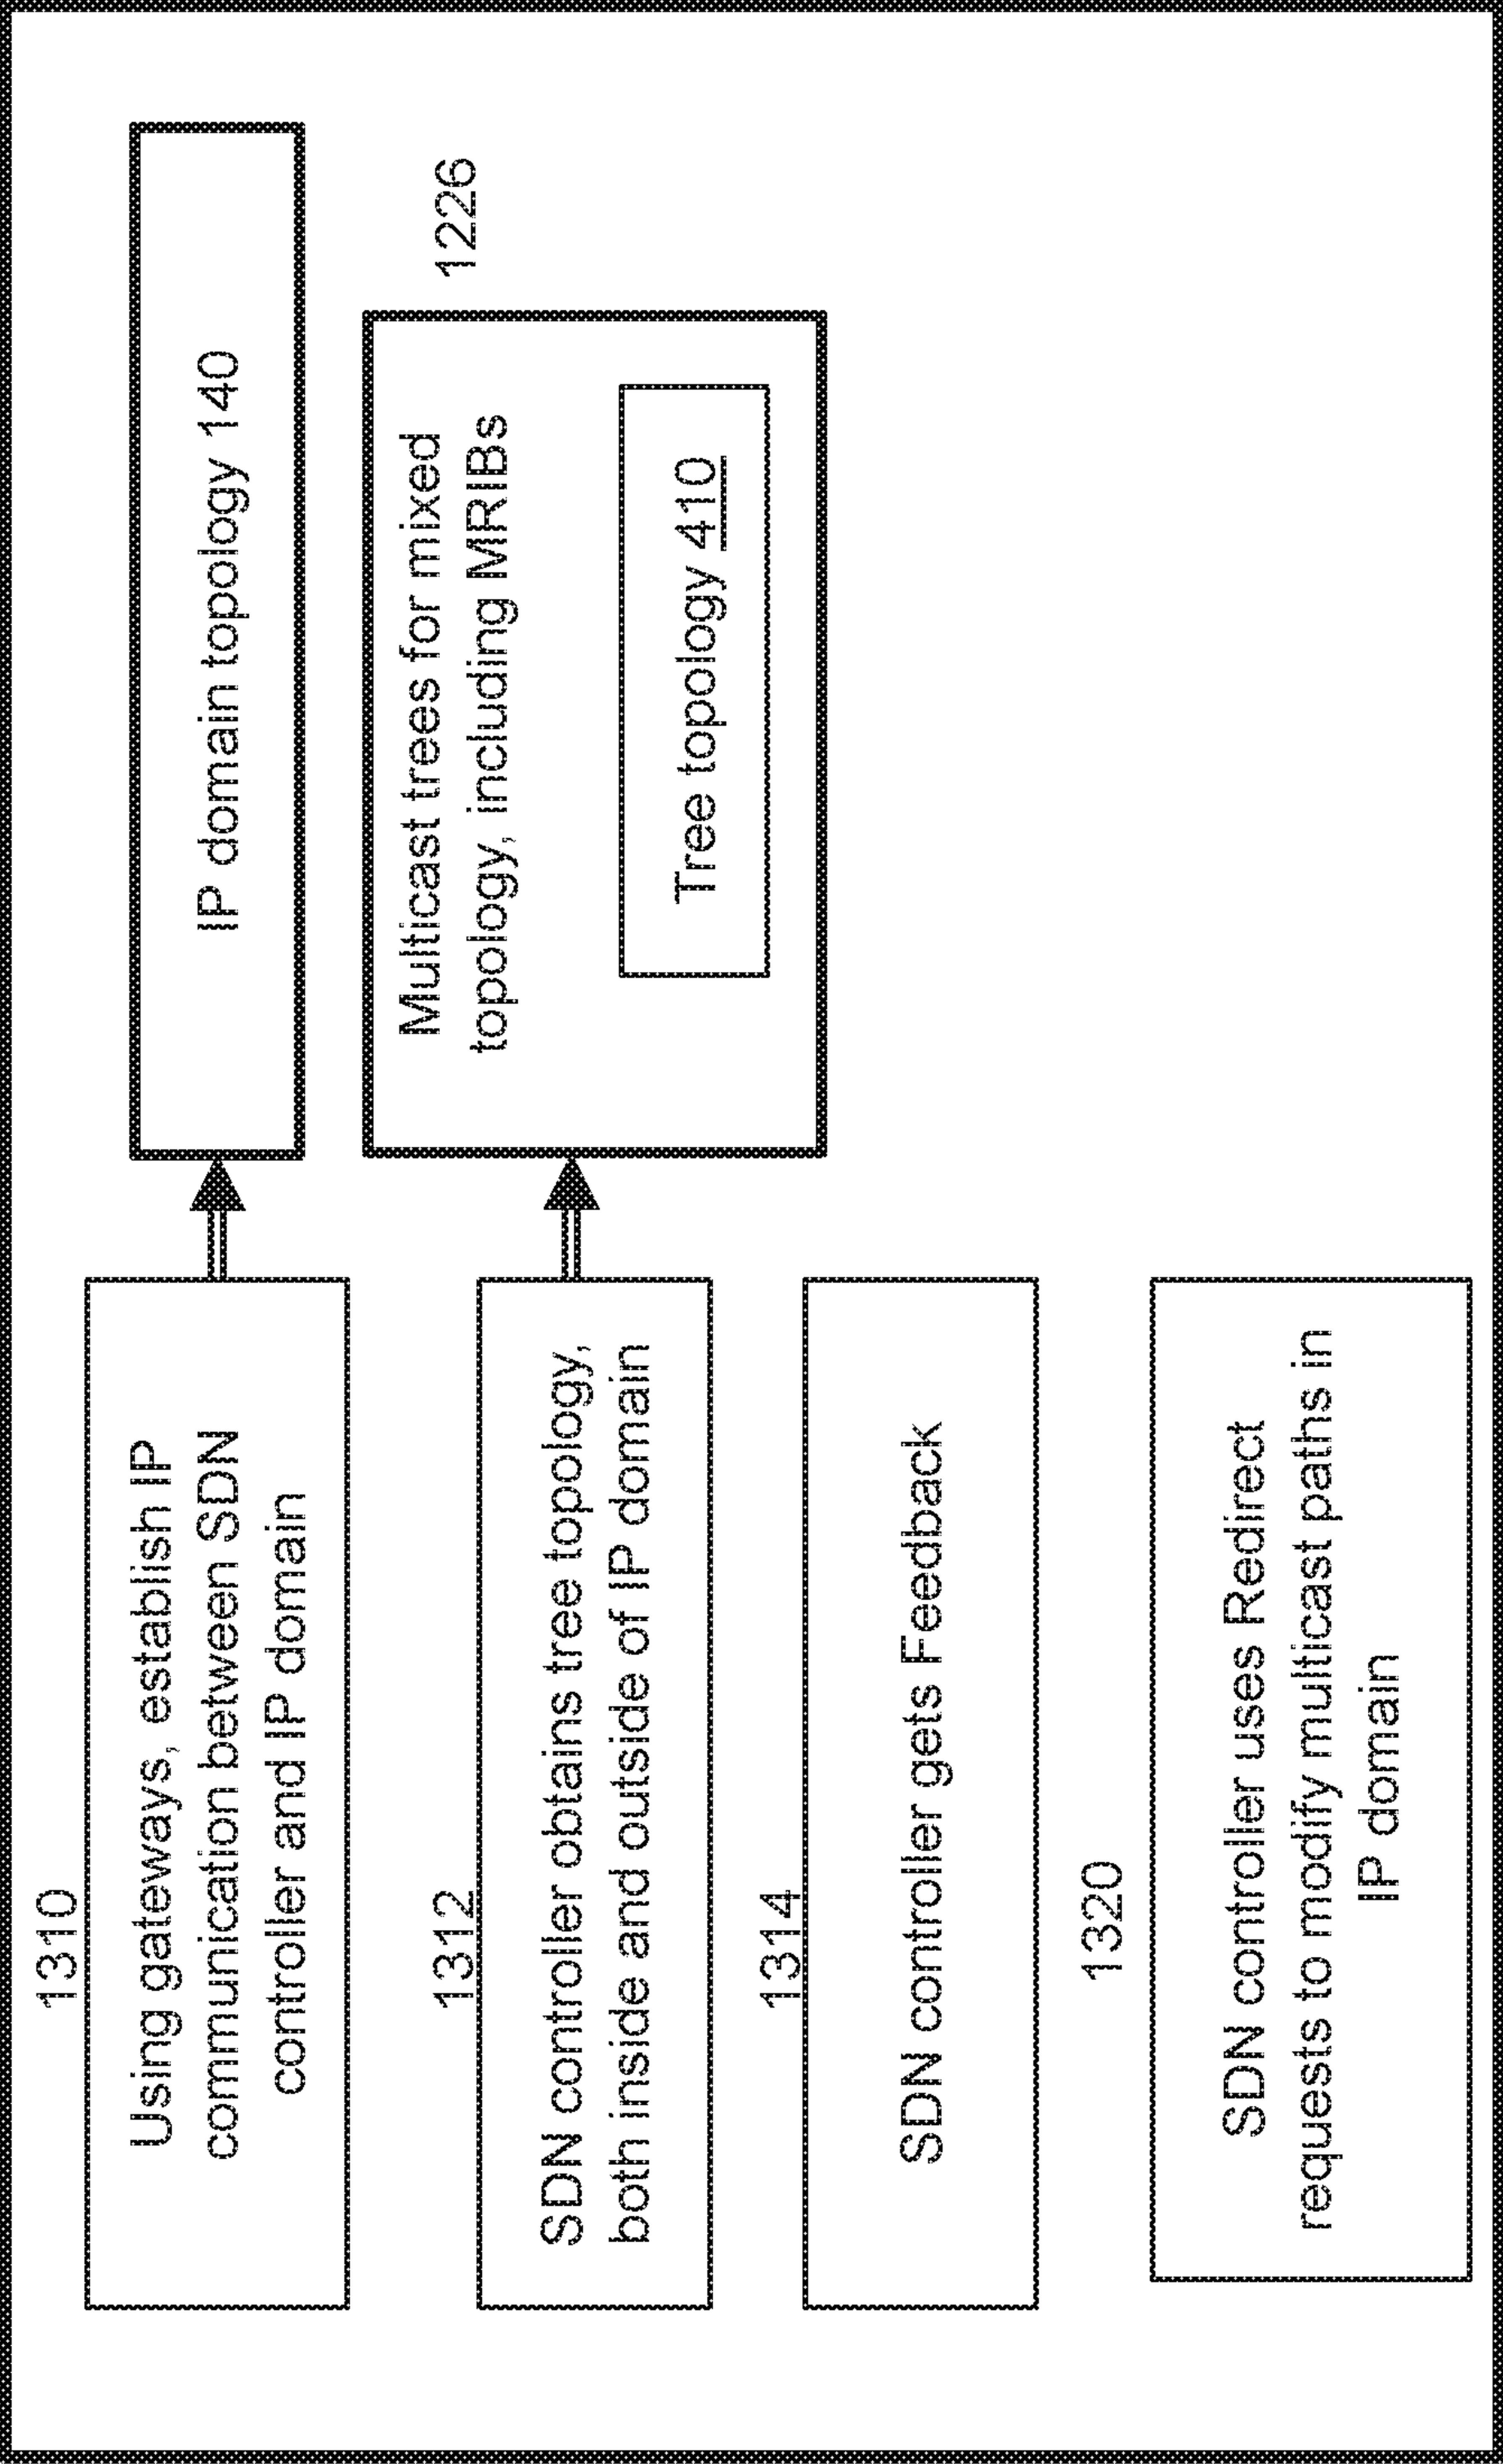 1310
Using gateways, establish IP
communication between SDN
controller and IP domain
IP domain topology 140
1312
SDN controller obtains tree topology,
both inside and outside of IP domain
1226
Multicast trees for mixed
topology, including MRIBs
Tree topology 410
1314
SDN controller gets Feedback
1320
SDN controller uses Redirect
requests to modify multicast paths in
IP domain